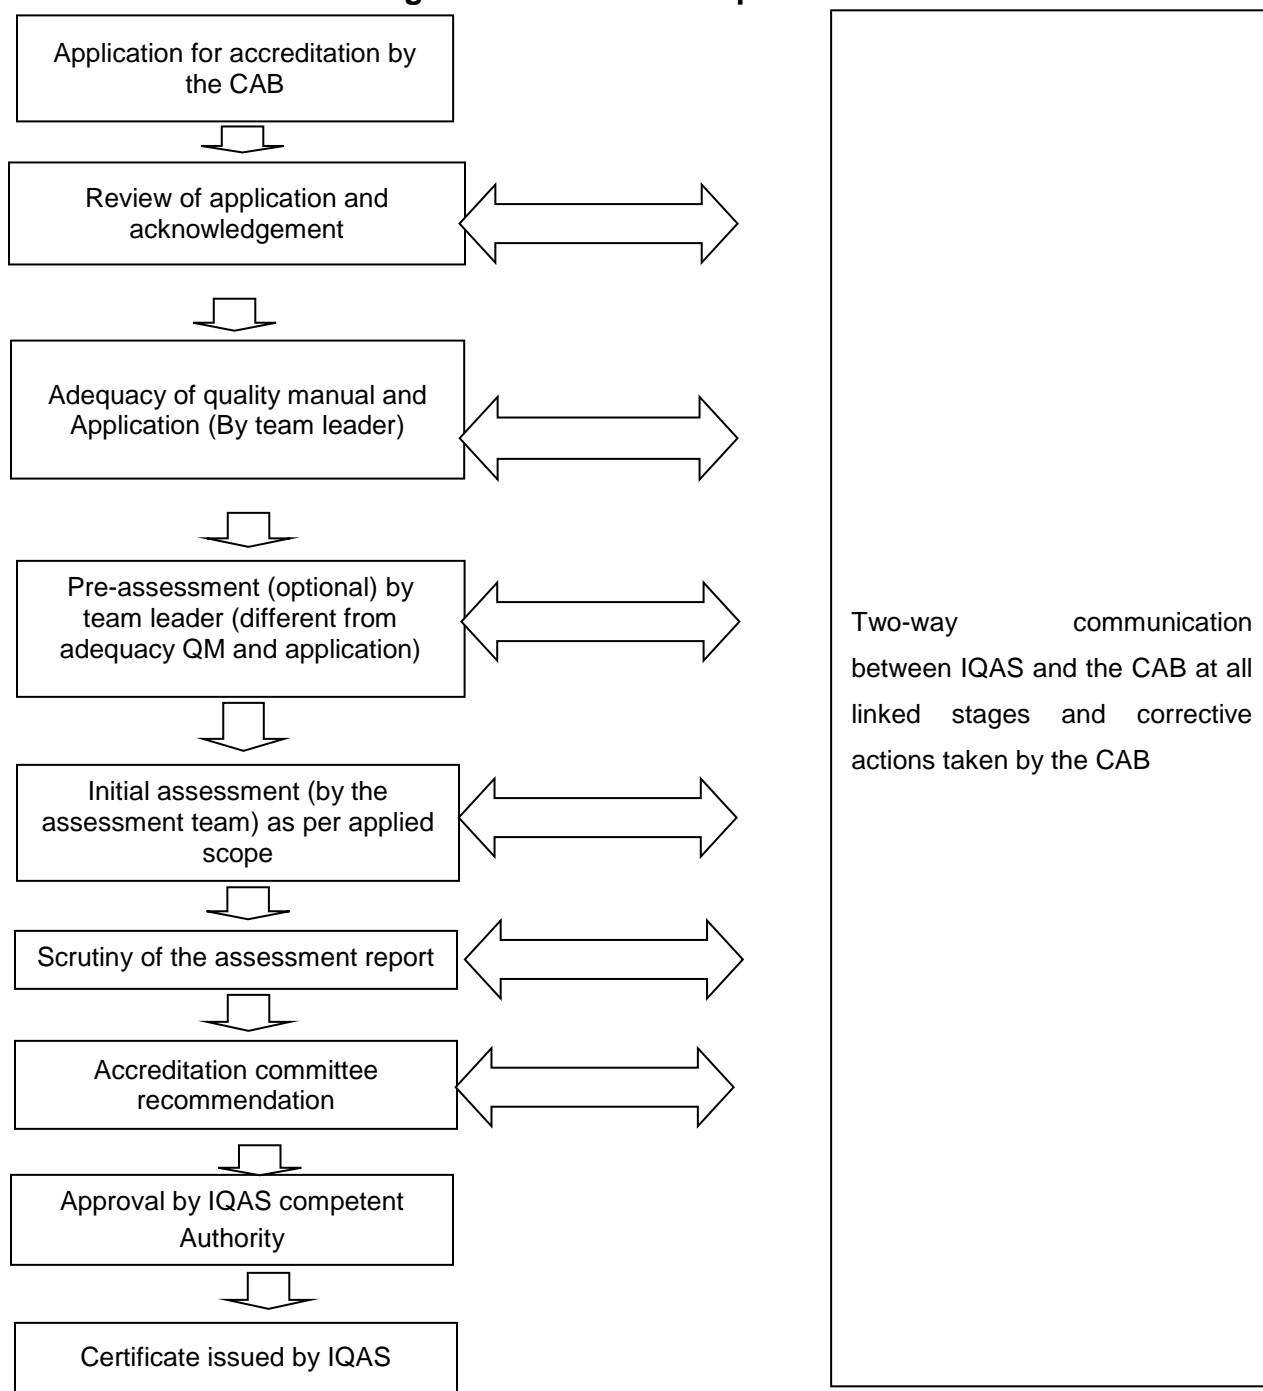 Application for accreditation by
the CAB
Review of application and
acknowledgement
Adequacy of quality manual and
Application (By team leader)
Pre-assessment (optional) by
team leader (different from
adequacy QM and application)
Initial assessment (by the
assessment team) as per applied
scope
Scrutiny of the assessment report
Accreditation committee
recommendation
Approval by IQAS competent
Authority
Certificate issued by IQAS
Two-way communication
between IQAS and the CAB at all
linked stages and corrective
actions taken by the CAB